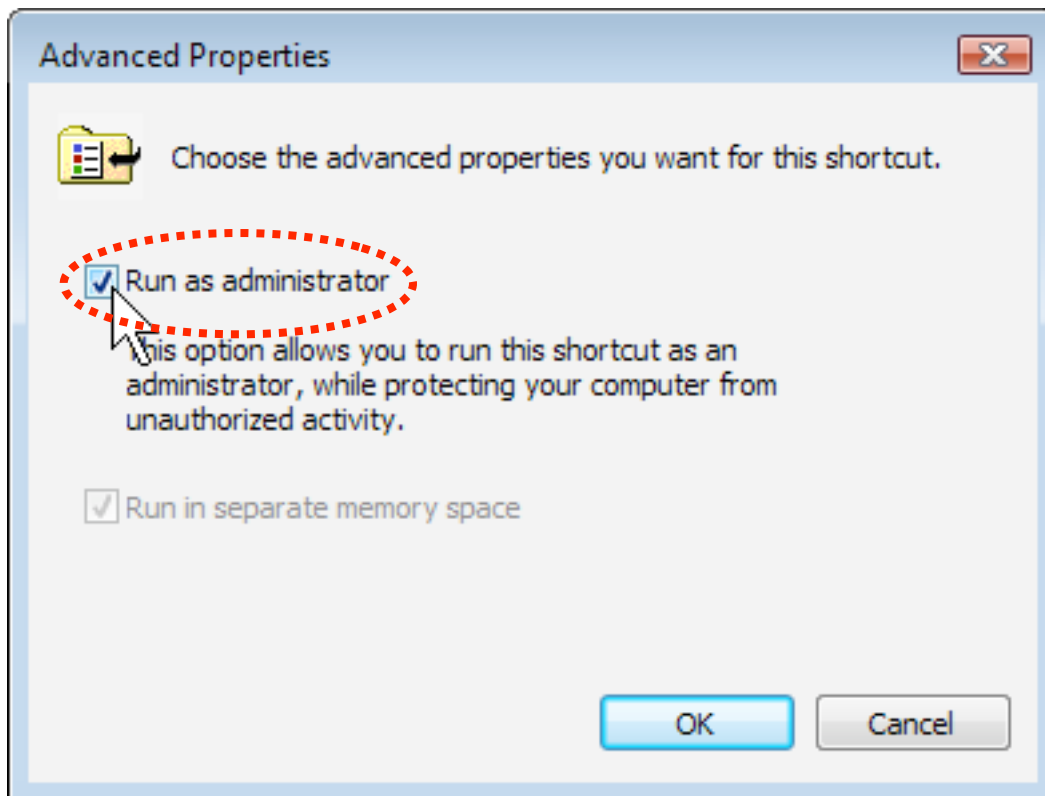 Advanced Properties
Choose the advanced properties you want for this shortcut.
Run as administrator
This option allows you to run this shortcut as an
administrator, while protecting your computer from
unauthorized activity.
Run in separate memory space
OK
Cancel